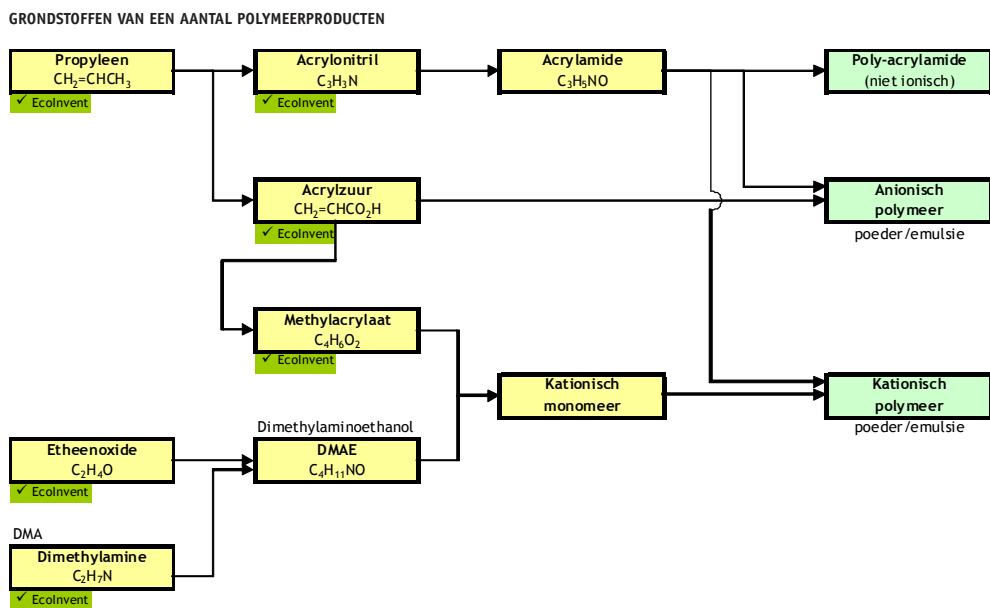 GRONDSTOFFEN VAN EEN AANTAL POLYMEERPRODUCTEN
Propyleen
CH₂=CHCH₃
✓ EcoInvent
Acrylonitril
C₃H₃N
✓ EcoInvent
Acrylamide
C₃H₅NO
Poly-acrylamide
(niet ionisch)
Acrylzuur
CH₂=CHCO₂H
✓ EcoInvent
Anionisch
polymeer
poeder/emulsie
Methylacrylaat
C₄H₆O₂
✓ EcoInvent
Kationisch
monomeer
Kationisch
polymeer
poeder/emulsie
Dimethylaminoethanol
DMAE
C₄H₁₁NO
Etheenoxide
C₂H₄O
✓ EcoInvent
DMA
Dimethylamine
C₂H₇N
✓ EcoInvent